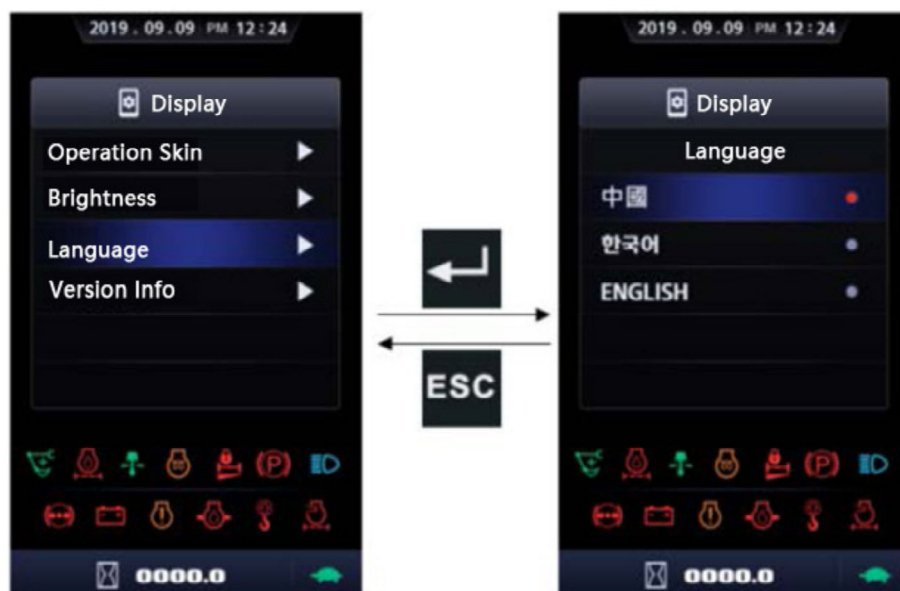 2019 . 09.09 PM 12:24
Display
Operation Skin
Brightness
Language
Version Info
0000.0
ESC
2019 . 09.09 PM 12:24
Display
Language
中國
한국어
ENGLISH
0000.0